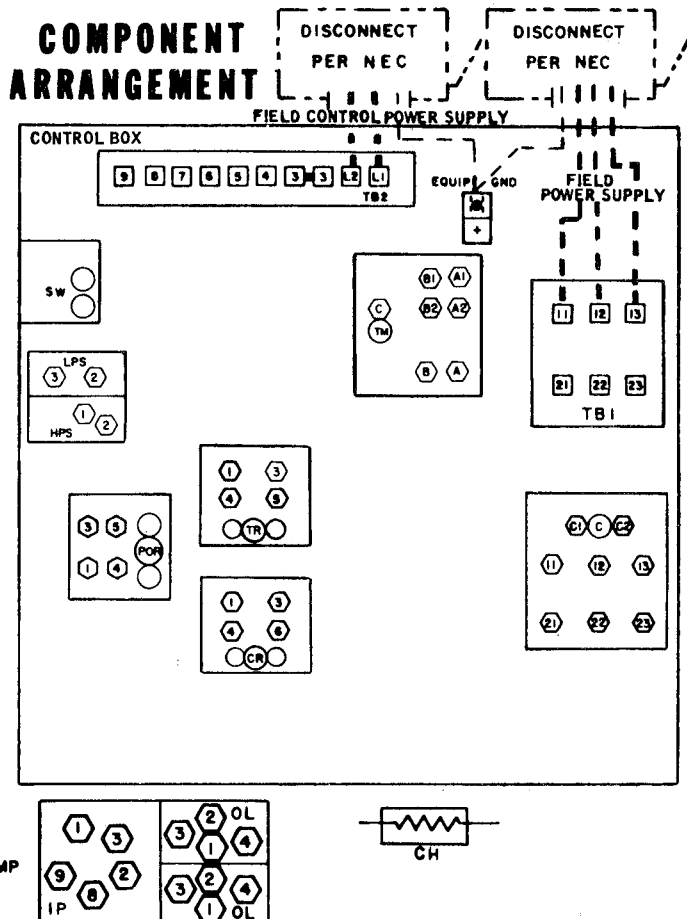 COMPONENT
ARRANGEMENT
DISCONNECT
PER NEC
DISCONNECT
PER NEC
FIELD CONTROL POWER SUPPLY
CONTROL BOX
9 8 7 6 5 4 3 3 L2 L1
TB2
EQUIP GND
+
FIELD
POWER SUPPLY
SW
B1 A1
C B2 A2
TM
B A
11 12 13
21 22 23
TB1
LPS
3 2
1 2
HPS
1 3
4 5
TR
3 5
POR
1 4
1 3
4 6
CR
C1 C C2
11 12 13
21 22 23
MP
1 3
9 2
8
IP
2 OL
3 1 4
3 2 4
1 OL
CH